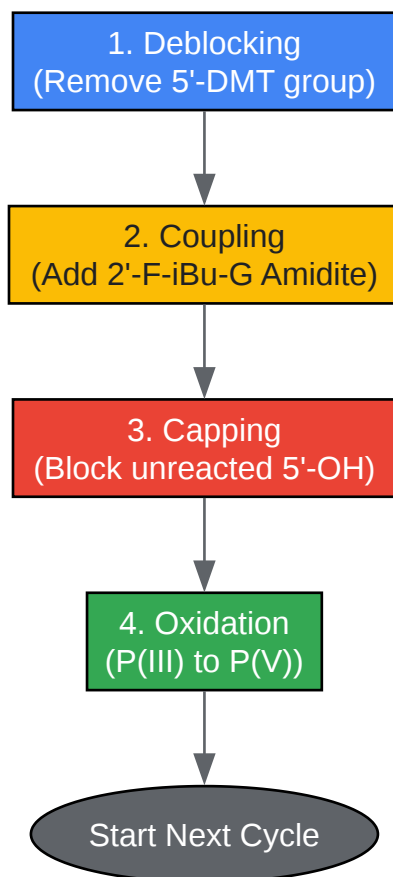 1. Deblocking
(Remove 5'-DMT group)
2. Coupling
(Add 2'-F-iBu-G Amidite)
3. Capping
(Block unreacted 5'-OH)
4. Oxidation
(P(III) to P(V))
Start Next Cycle